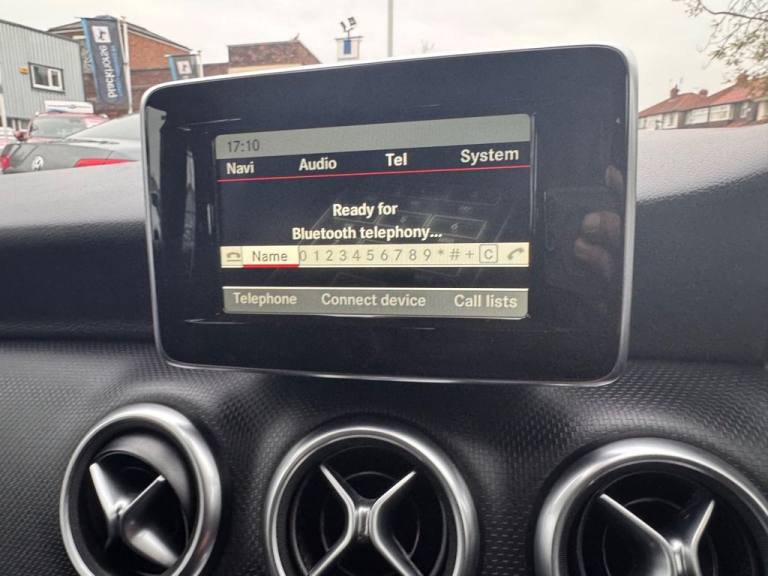 17:10
Navi Audio Tel System
Ready for
Bluetooth telephony...
Name 0 1 2 3 4 5 6 7 8 9 * # + C
Telephone Connect device Call lists